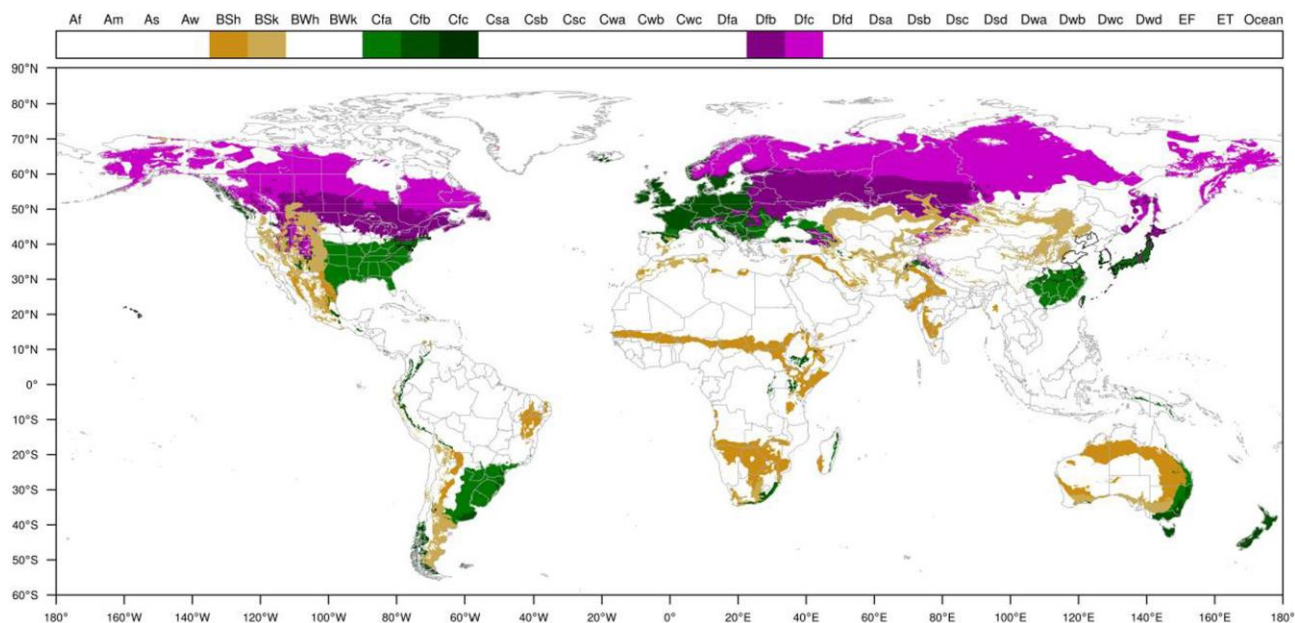 Af Am As Aw BSh BSk BWh BWk Cfa Cfb Cfc Csa Csb Csc Cwa Cwb Cwc Dfa Dfb Dfc Dfd Dsa Dsb Dsc Dsd Dwa Dwb Dwc Dwd EF ET Ocean
90°N
80°N
70°N
60°N
50°N
40°N
30°N
20°N
10°N
0°
10°S
20°S
30°S
40°S
50°S
60°S
180° 160°W 140°W 120°W 100°W 80°W 60°W 40°W 20°W 0° 20°E 40°E 60°E 80°E 100°E 120°E 140°E 160°E 180°